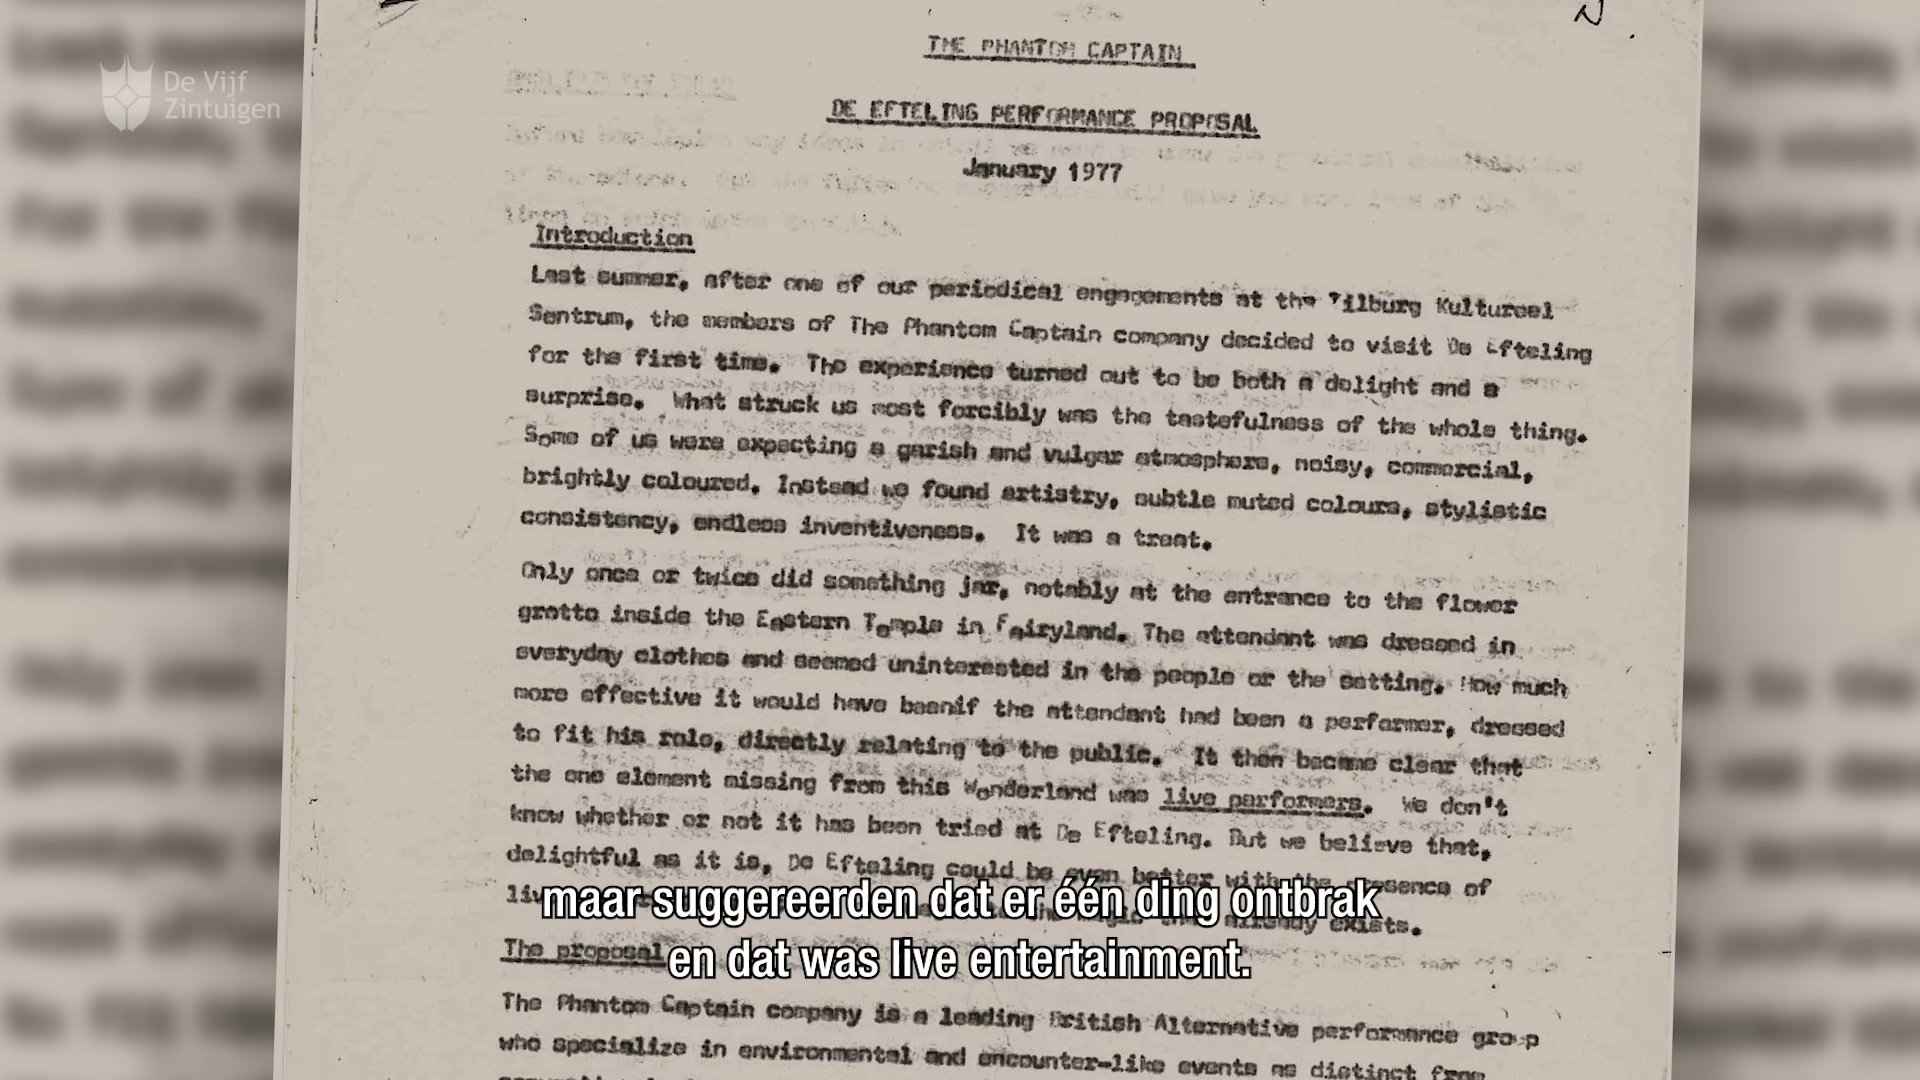 De Vijf
Zintuigen
THE PHANTOM CAPTAIN
DE EFTELING PERFORMANCE PROPOSAL
January 1977
Introduction
Last summer, after one of our periodical engagements at the Tilburg Kultureel
Sentrum, the members of The Phantom Captain company decided to visit De Efteling
for the first time. The experience turned out to be both a delight and a
surprise. What struck us most forcibly was the tastefulness of the whole thing.
Some of us were expecting a garish and vulgar atmosphere, noisy, commercial,
brightly coloured. Instead we found artistry, subtle muted colours, stylistic
consistency, endless inventiveness. It was a treat.
Only once or twice did something jar, notably at the entrance to the flower
grotto inside the Eastern Temple in Fairyland. The attendant was dressed in
everyday clothes and seemed uninterested in the people or the setting. How much
more effective it would have beenif the attendant had been a performer, dressed
to fit his role, directly relating to the public. It then became clear that
the one element missing from this Wonderland was live performers. We don't
know whether or not it has been tried at De Efteling. But we believe that,
delightful as it is, De Efteling could be even better with the presence of
already exists.
maar suggereerden dat er één ding ontbrak
The proposal
en dat was live entertainment.
The Phantom Captain company is a leading British Alternative performance group
who specialize in environmental and encounter-like events as distinct from